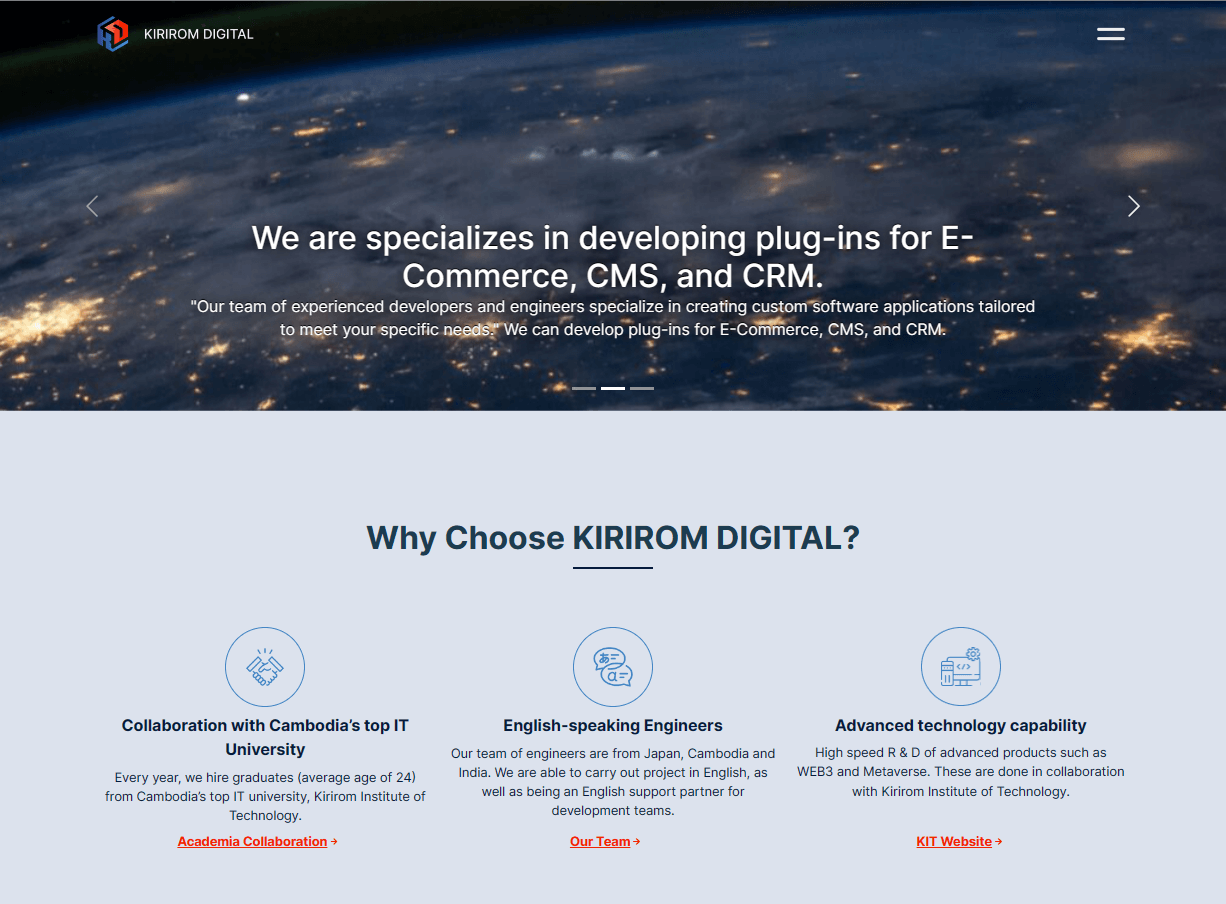 KIRIROM DIGITAL
We are specializes in developing plug-ins for E-
Commerce, CMS, and CRM.
"Our team of experienced developers and engineers specialize in creating custom software applications tailored
to meet your specific needs." We can develop plug-ins for E-Commerce, CMS, and CRM.
Why Choose KIRIROM DIGITAL?
Collaboration with Cambodia's top IT
University
Every year, we hire graduates (average age of 24)
from Cambodia's top IT university, Kirirom Institute of
Technology.
Academia Collaboration →
あ
a
English-speaking Engineers
Our team of engineers are from Japan, Cambodia and
India. We are able to carry out project in English, as
well as being an English support partner for
development teams.
Our Team →
</>
Advanced technology capability
High speed R & D of advanced products such as
WEB3 and Metaverse. These are done in collaboration
with Kirirom Institute of Technology.
KIT Website →